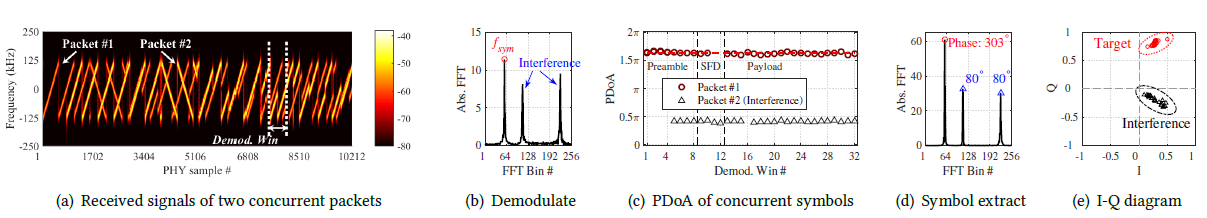 250
125
0
-125
-250
Frequency (kHz)
Packet #1
Packet #2
Demod. Win
1
1702
3404
5106
6808
8510
10212
PHY sample #
-40
-60
-80
(a) Received signals of two concurrent packets
15
10
5
0
Abs. FFT
fsym
Interference
1
64
128
192
256
FFT Bin #
(b) Demodulate
2π
1.5π
π
0.5π
0
PDoA
Preamble
SFD
Payload
Packet #1
Packet #2 (Interference)
1
4
8
12
16
20
24
28
32
Demod. Win #
(c) PDoA of concurrent symbols
60
40
20
0
Abs. FFT
Phase: 303°
80°
80°
1
64
128
192
256
FFT Bin #
(d) Symbol extract
1
0.5
0
-0.5
-1
Q
Target
Interference
-1
-0.5
0
0.5
1
I
(e) I-Q diagram